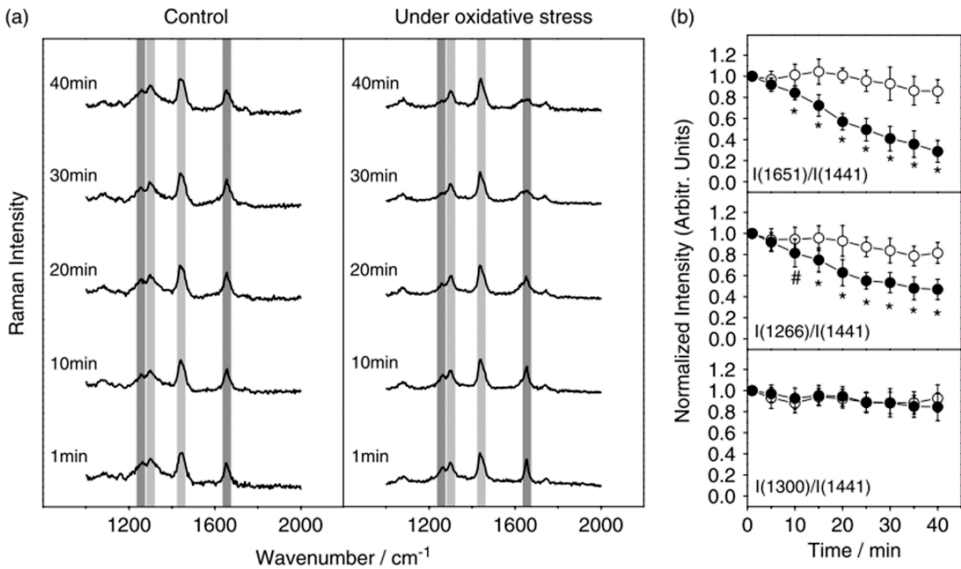 (a)
Control
Under oxidative stress
40min
30min
20min
10min
1min
40min
30min
20min
10min
1min
Raman Intensity
1200
1600
2000
1200
1600
2000
Wavenumber / cm⁻¹
(b)
Normalized Intensity (Arbitr. Units)
1.2
1.0
0.8
0.6
0.4
0.2
0.0
* * * * * * *
I(1651)/I(1441)
1.2
1.0
0.8
0.6
0.4
0.2
0.0
# * * * * * *
I(1266)/I(1441)
1.2
1.0
0.8
0.6
0.4
0.2
0.0
I(1300)/I(1441)
0 10 20 30 40
Time / min